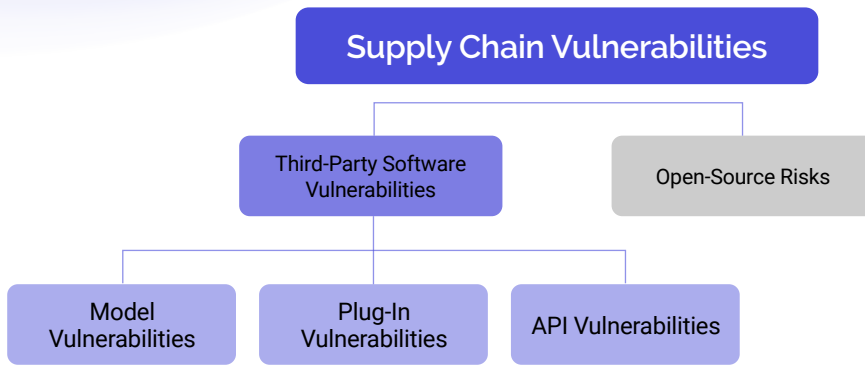 Supply Chain Vulnerabilities
Third-Party Software
Vulnerabilities
Open-Source Risks
Model
Vulnerabilities
Plug-In
Vulnerabilities
API Vulnerabilities